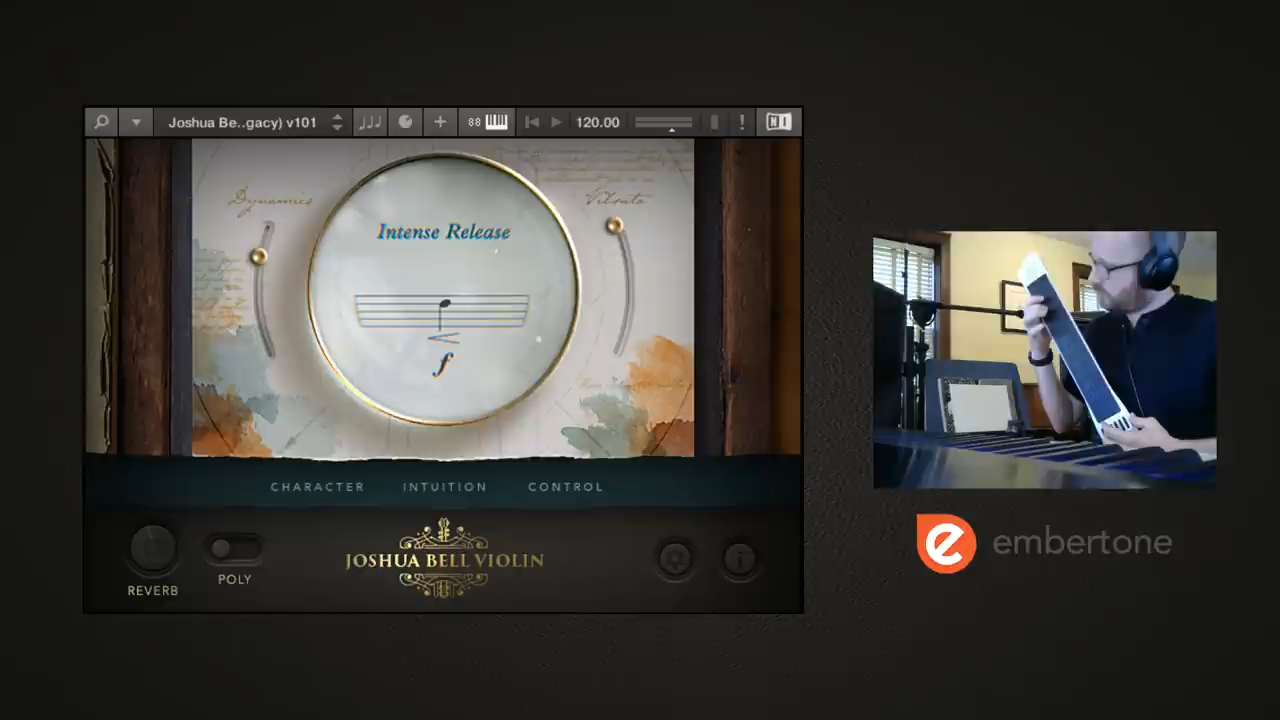 Joshua Be..gacy) v101
88
120.00
!
NI
Dynamics
Vibrato
Intense Release
f
CHARACTER
INTUITION
CONTROL
REVERB
POLY
JOSHUA BELL VIOLIN
i
e embertone